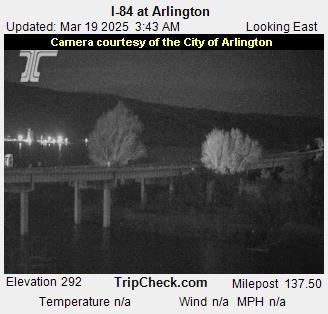 I-84 at Arlington
Updated: Mar 19 2025 3:43 AM Looking East
Camera courtesy of the City of Arlington
Elevation 292 TripCheck.com Milepost 137.50
Temperature n/a Wind n/a MPH n/a